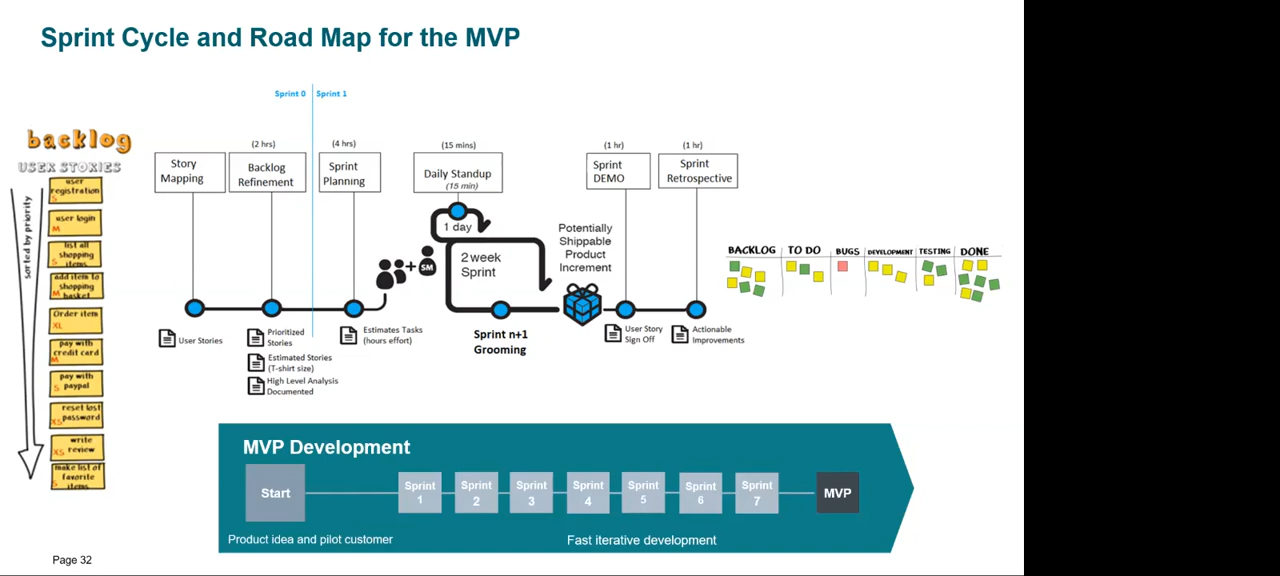 Sprint Cycle and Road Map for the MVP
Sprint 0
Sprint 1
backlog
USER STORIES
sorted by priority
user
registration
S
user login
M
list all
shopping
items
S
add item to
shopping
basket
M
Order item
XL
pay with
credit card
M
pay with
paypal
S
reset lost
password
XS
write
review
XS
make list of
favorite
items
S
Story
Mapping
(2 hrs)
Backlog
Refinement
(4 hrs)
Sprint
Planning
(15 mins)
Daily Standup
(15 min)
(1 hr)
Sprint
DEMO
(1 hr)
Sprint
Retrospective
1 day
2 week
Sprint
SM
Potentially
Shippable
Product
Increment
Sprint n+1
Grooming
User Stories
Prioritized
Stories
Estimated Stories
(T-shirt size)
High Level Analysis
Documented
Estimates Tasks
(hours effort)
User Story
Sign Off
Actionable
Improvements
BACKLOG
TO DO
BUGS
DEVELOPMENT
TESTING
DONE
MVP Development
Start
Sprint
1
Sprint
2
Sprint
3
Sprint
4
Sprint
5
Sprint
6
Sprint
7
MVP
Product idea and pilot customer
Fast iterative development
Page 32